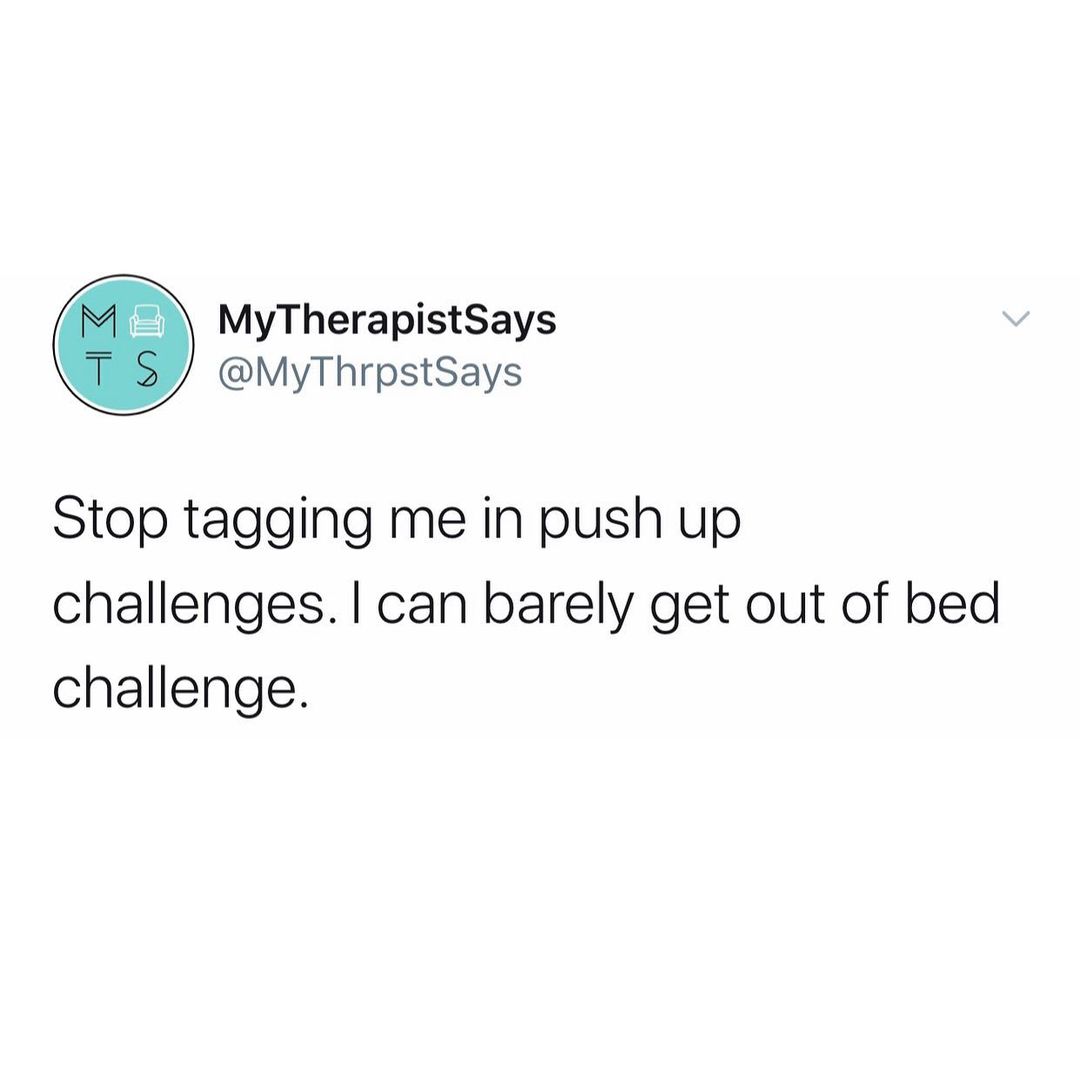 M
T S
MyTherapistSays
@MyThrpstSays
Stop tagging me in push up
challenges. I can barely get out of bed
challenge.